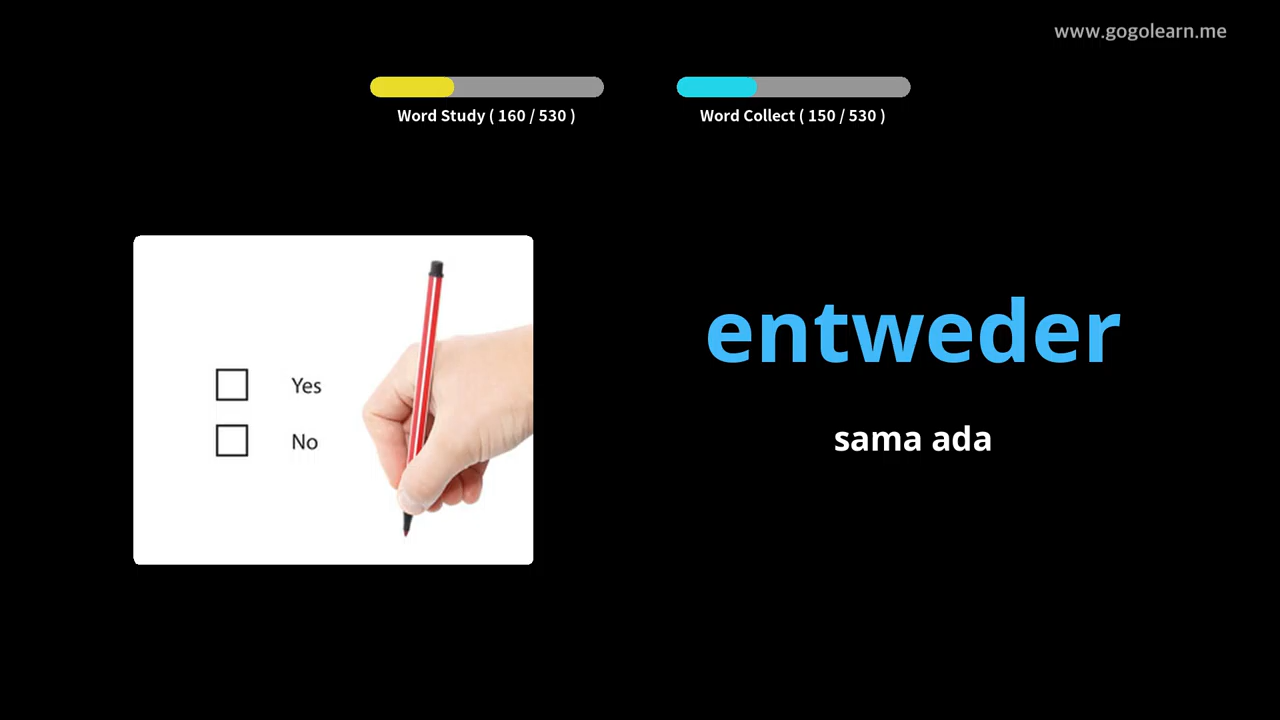 www.gogolearn.me
Word Study ( 160 / 530 )
Word Collect ( 150 / 530 )
Yes
No
entweder
sama ada